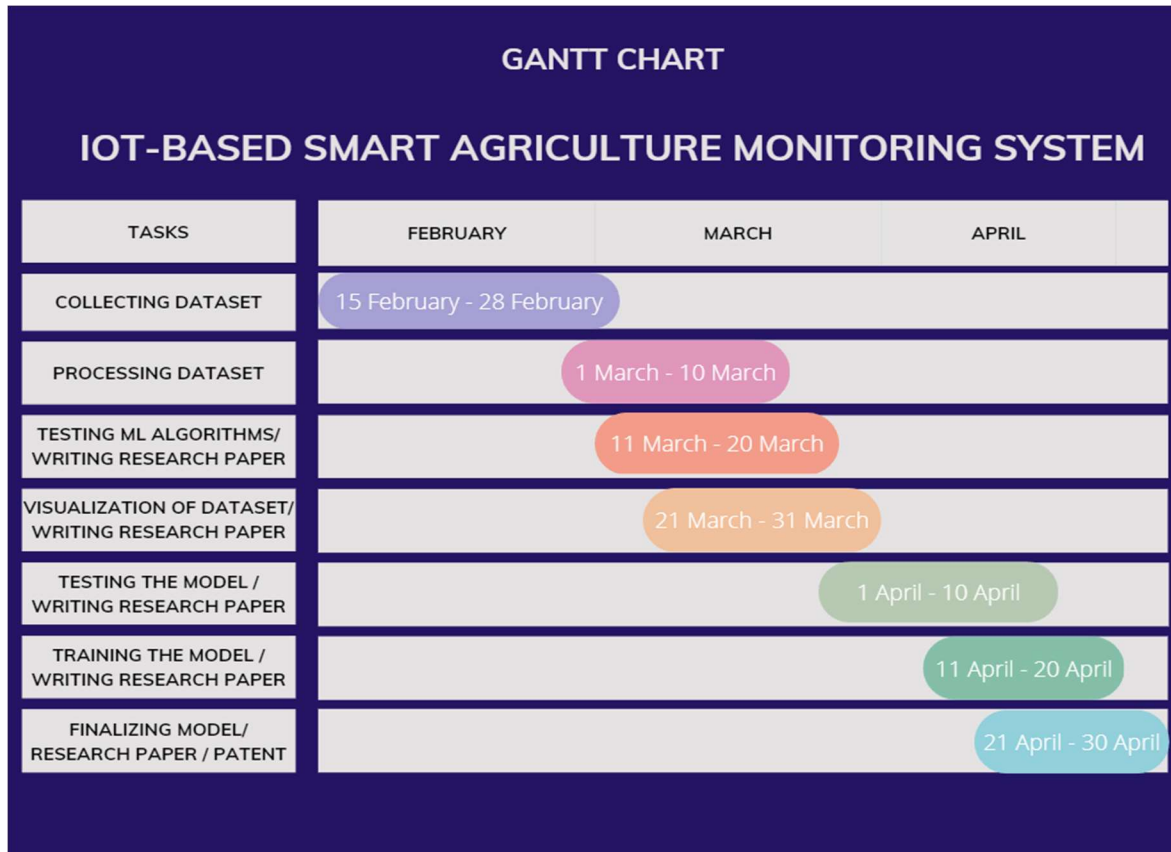 GANTT CHART
IOT-BASED SMART AGRICULTURE MONITORING SYSTEM
TASKS
FEBRUARY
MARCH
APRIL
COLLECTING DATASET
15 February - 28 February
PROCESSING DATASET
1 March - 10 March
TESTING ML ALGORITHMS/
WRITING RESEARCH PAPER
11 March - 20 March
VISUALIZATION OF DATASET/
WRITING RESEARCH PAPER
21 March - 31 March
TESTING THE MODEL /
WRITING RESEARCH PAPER
1 April - 10 April
TRAINING THE MODEL /
WRITING RESEARCH PAPER
11 April - 20 April
FINALIZING MODEL/
RESEARCH PAPER / PATENT
21 April - 30 April